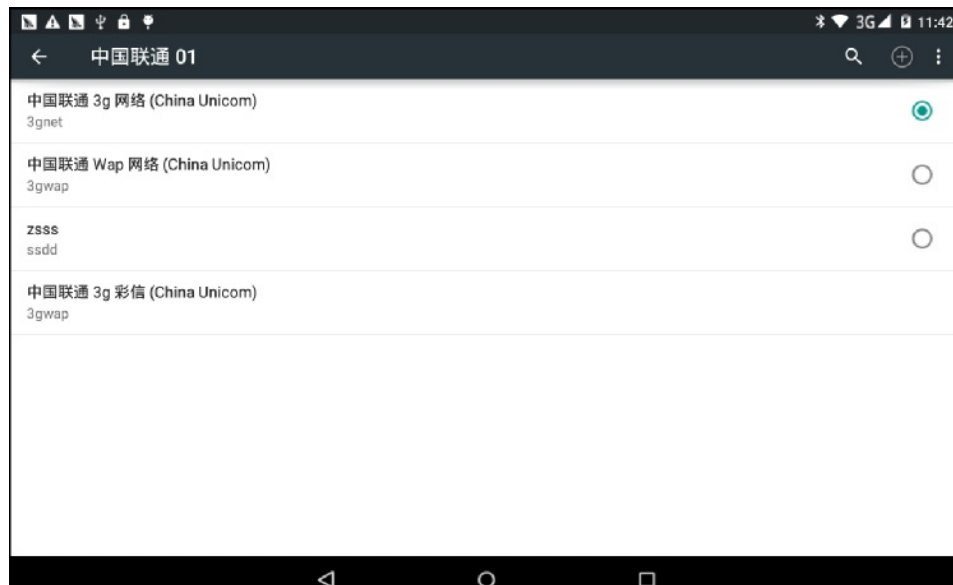 3G 11:42
中国联通 01
中国联通 3g 网络 (China Unicom)
3gnet
中国联通 Wap 网络 (China Unicom)
3gwap
zsss
ssdd
中国联通 3g 彩信 (China Unicom)
3gwap